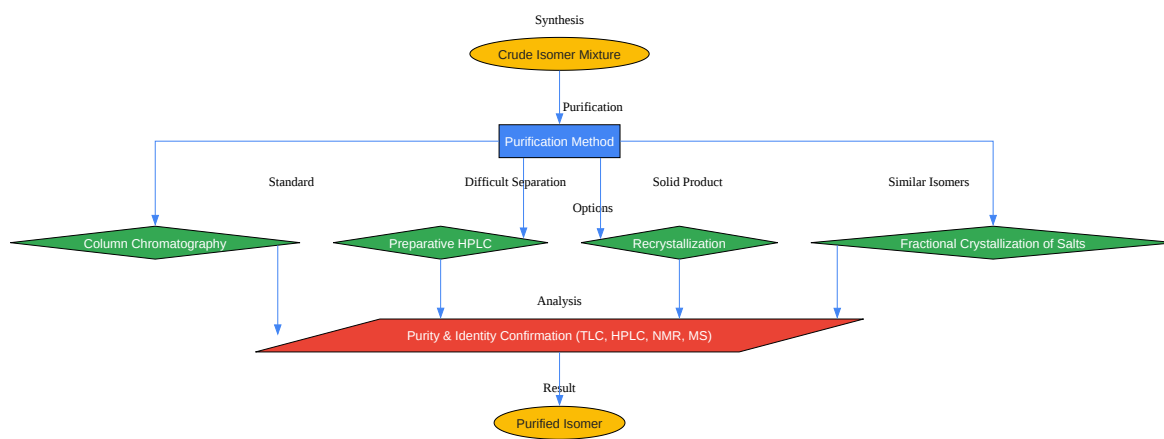 Synthesis
Crude Isomer Mixture
Purification
Purification Method
Standard
Difficult Separation
Solid Product
Similar Isomers
Options
Column Chromatography
Preparative HPLC
Recrystallization
Fractional Crystallization of Salts
Analysis
Purity & Identity Confirmation (TLC, HPLC, NMR, MS)
Result
Purified Isomer